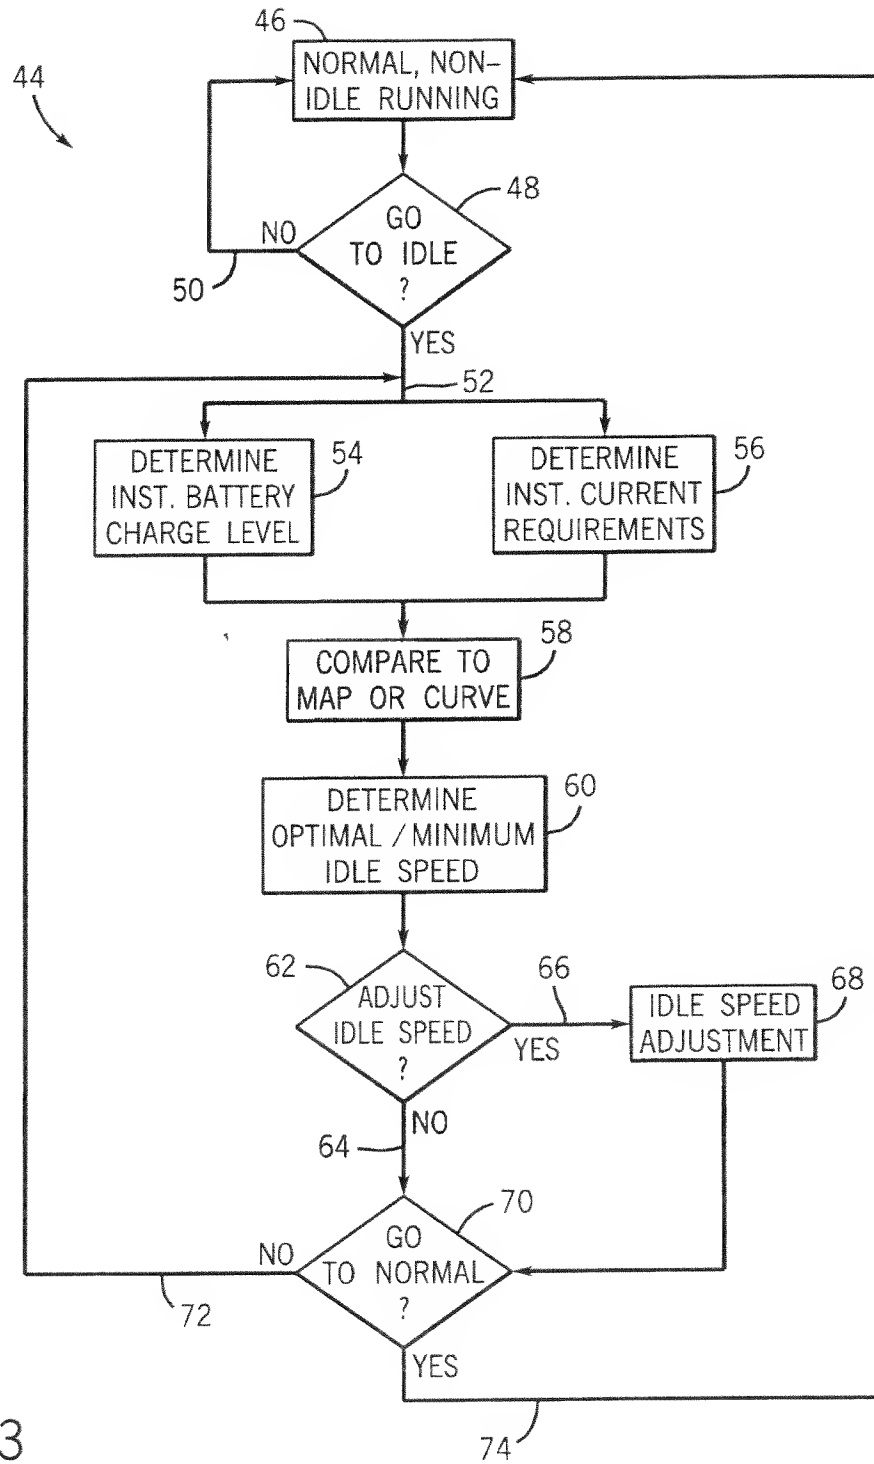 46
NORMAL, NON-
IDLE RUNNING
44
48
GO
TO IDLE
?
NO
50
YES
52
DETERMINE
INST. BATTERY
CHARGE LEVEL
54
DETERMINE
INST. CURRENT
REQUIREMENTS
56
COMPARE TO
MAP OR CURVE
58
DETERMINE
OPTIMAL / MINIMUM
IDLE SPEED
60
62
ADJUST
IDLE SPEED
?
66
YES
IDLE SPEED
ADJUSTMENT
68
NO
64
70
GO
TO NORMAL
?
NO
72
YES
74
3